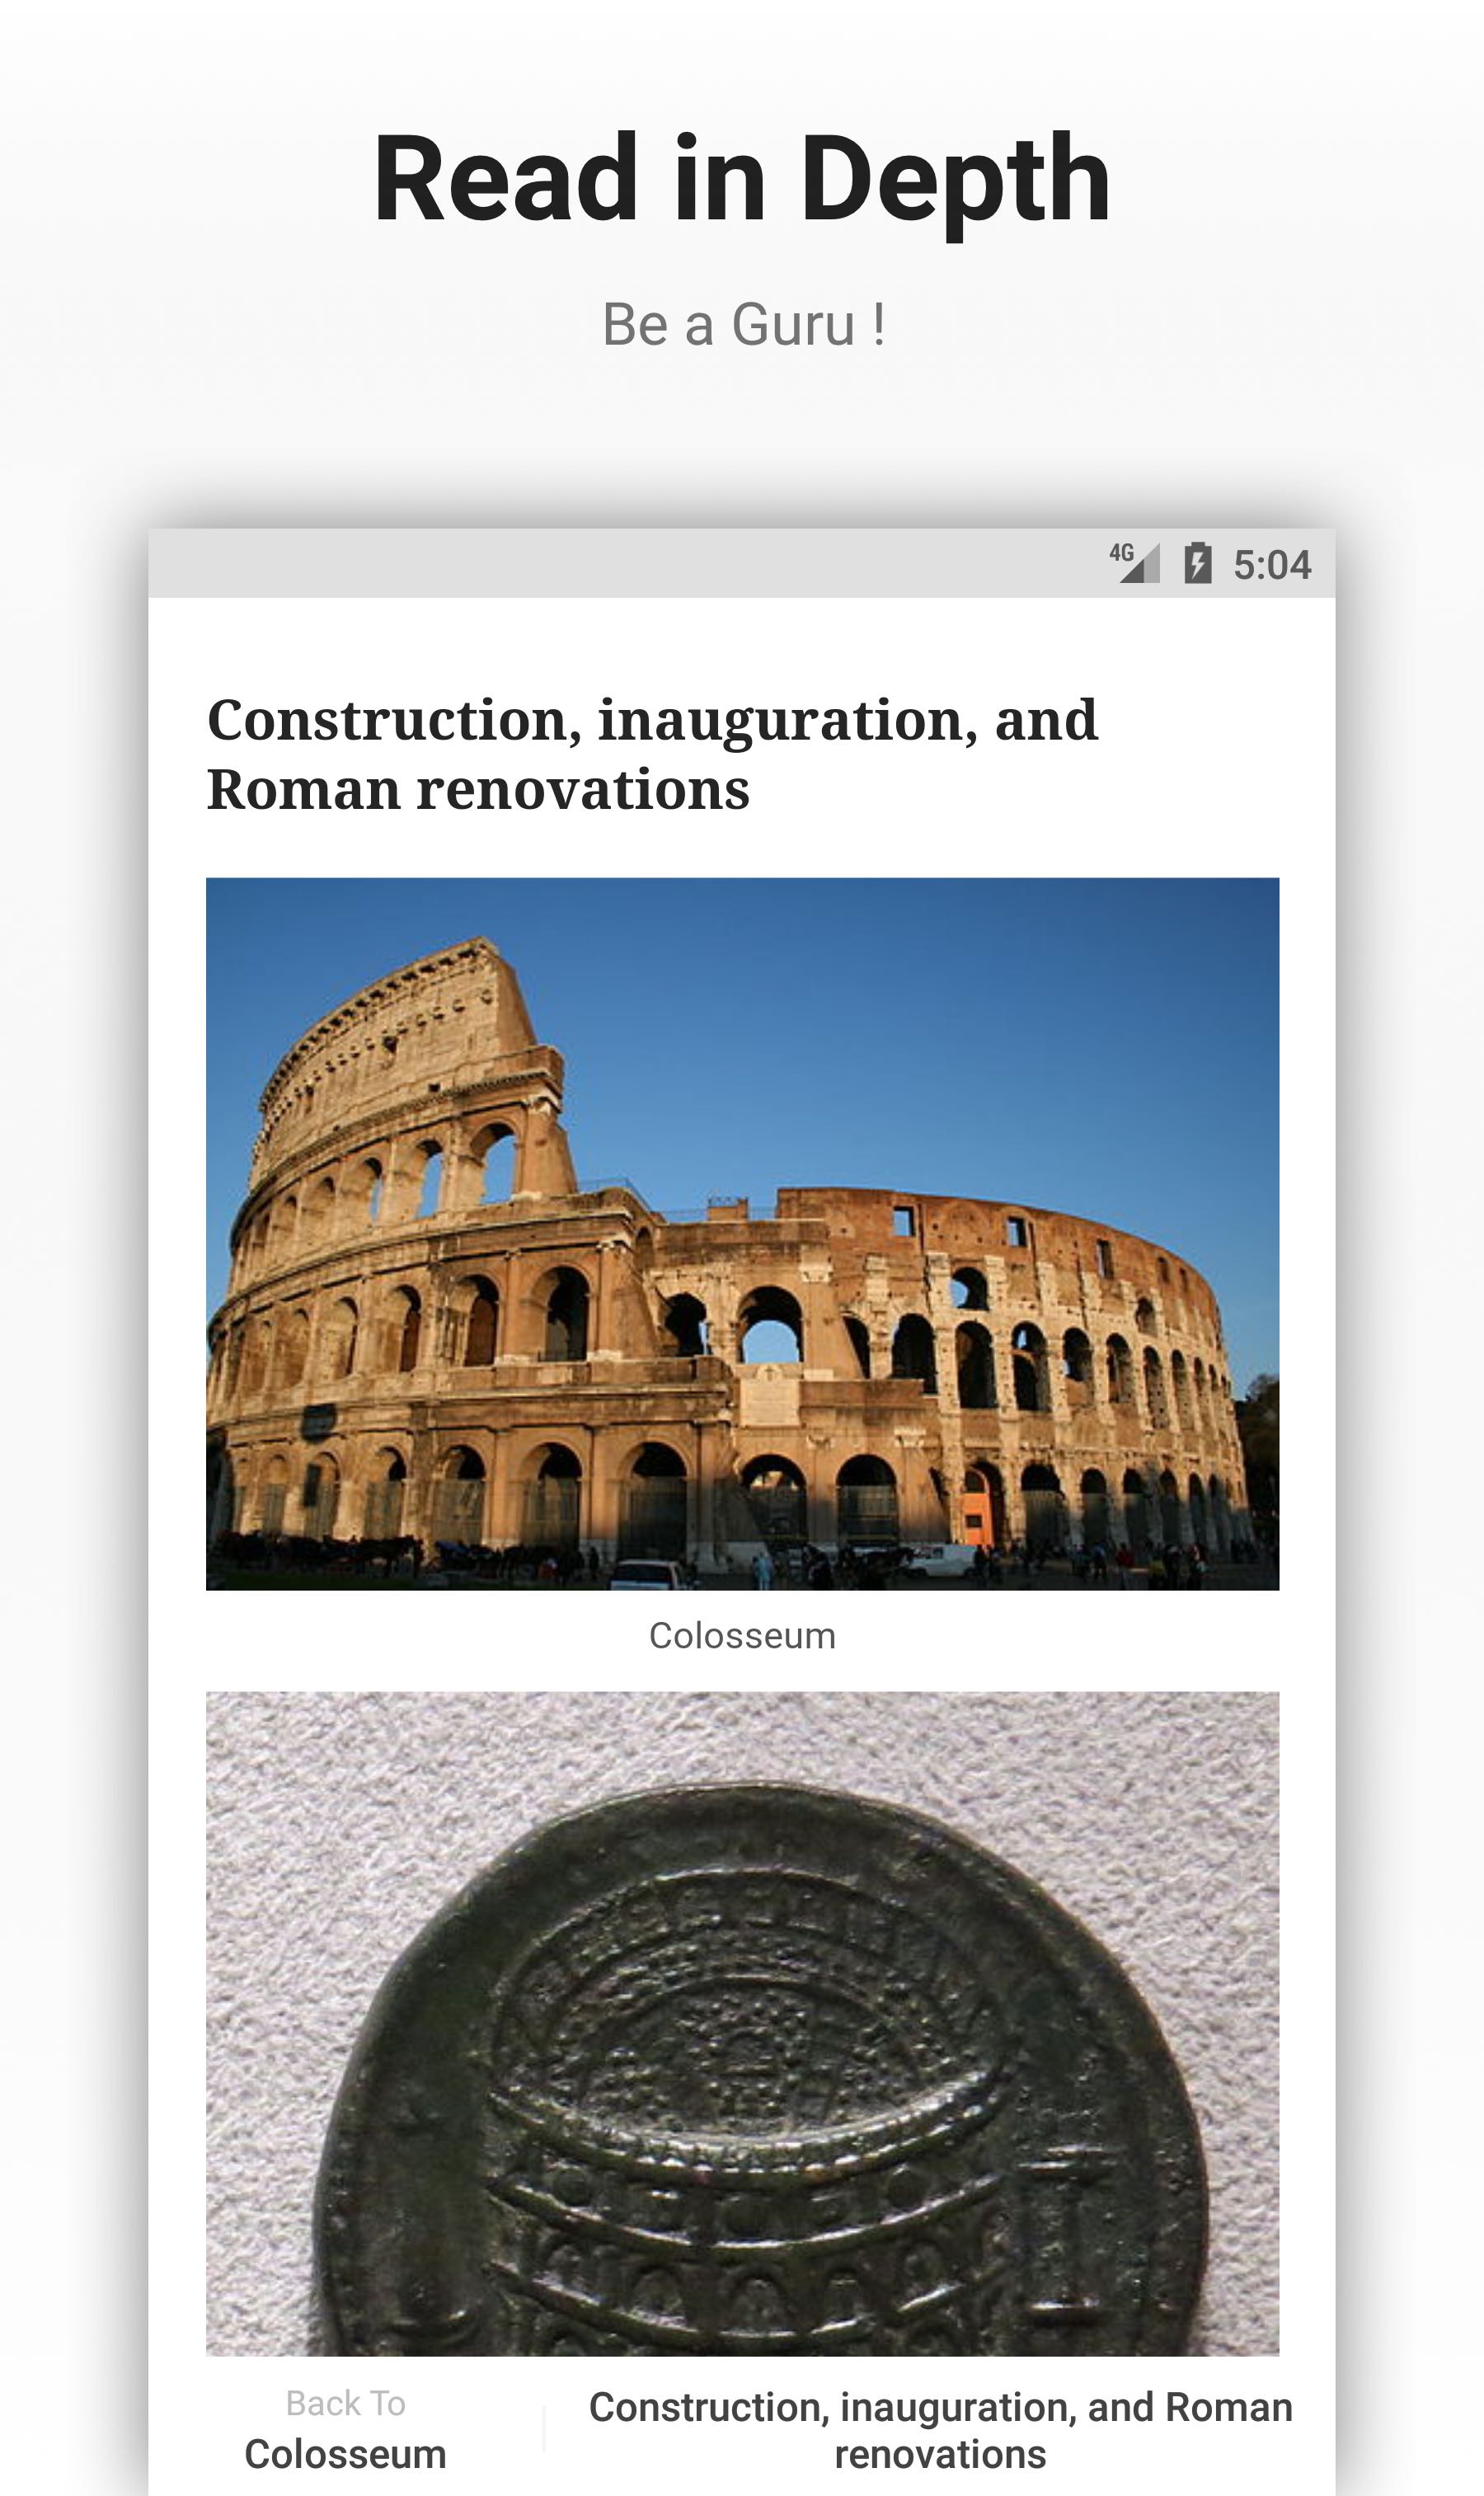 Read in Depth
Be a Guru !
4G 5:04
Construction, inauguration, and
Roman renovations
Colosseum
Back To
Colosseum
Construction, inauguration, and Roman
renovations